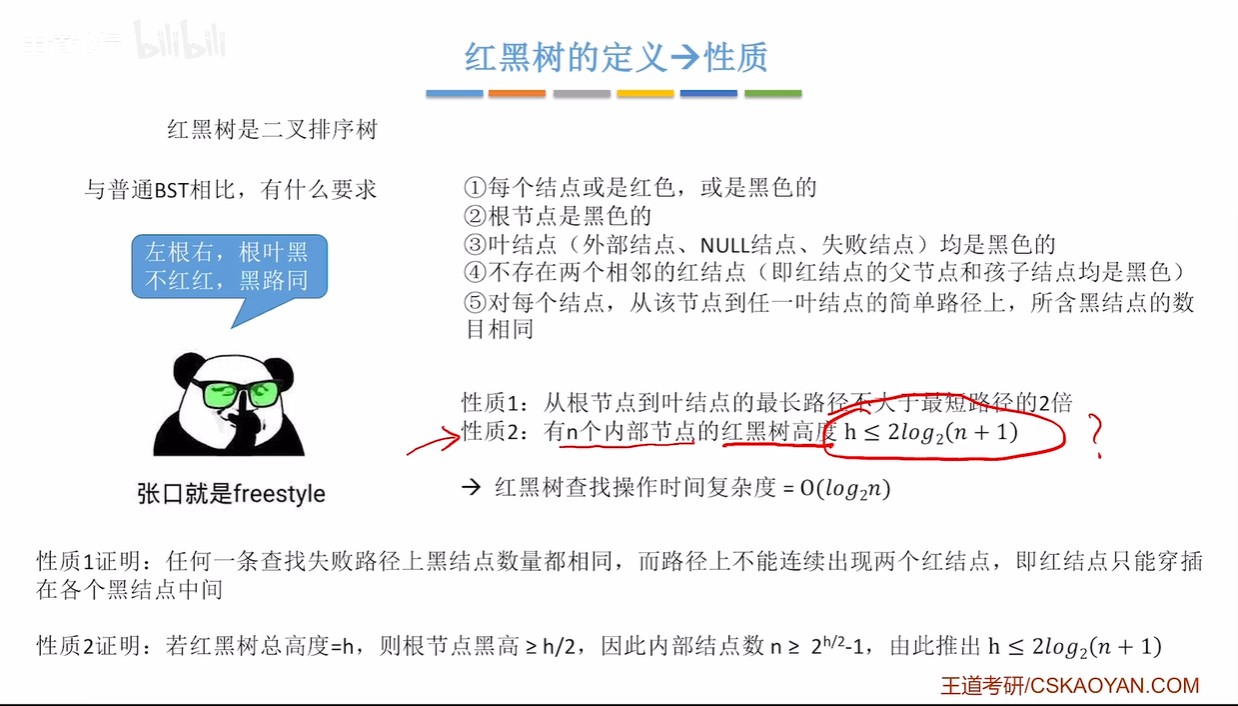 bilibili
红黑树的定义→性质
红黑树是二叉排序树
与普通BST相比，有什么要求
左根右，根叶黑
不红红，黑路同
张口就是freestyle
①每个结点或是红色，或是黑色的
②根节点是黑色的
③叶结点（外部结点、NULL结点、失败结点）均是黑色的
④不存在两个相邻的红结点（即红结点的父节点和孩子结点均是黑色）
⑤对每个结点，从该节点到任一叶结点的简单路径上，所含黑结点的数
目相同
性质1：从根节点到叶结点的最长路径不大于最短路径的2倍
性质2：有n个内部节点的红黑树高度 h ≤ 2log₂(n + 1)
?
→ 红黑树查找操作时间复杂度 = O(log₂n)
性质1证明：任何一条查找失败路径上黑结点数量都相同，而路径上不能连续出现两个红结点，即红结点只能穿插
在各个黑结点中间
性质2证明：若红黑树总高度=h，则根节点黑高 ≥ h/2，因此内部结点数 n ≥ 2^(h/2)-1，由此推出 h ≤ 2log₂(n + 1)
王道考研/CSKAOYAN.COM